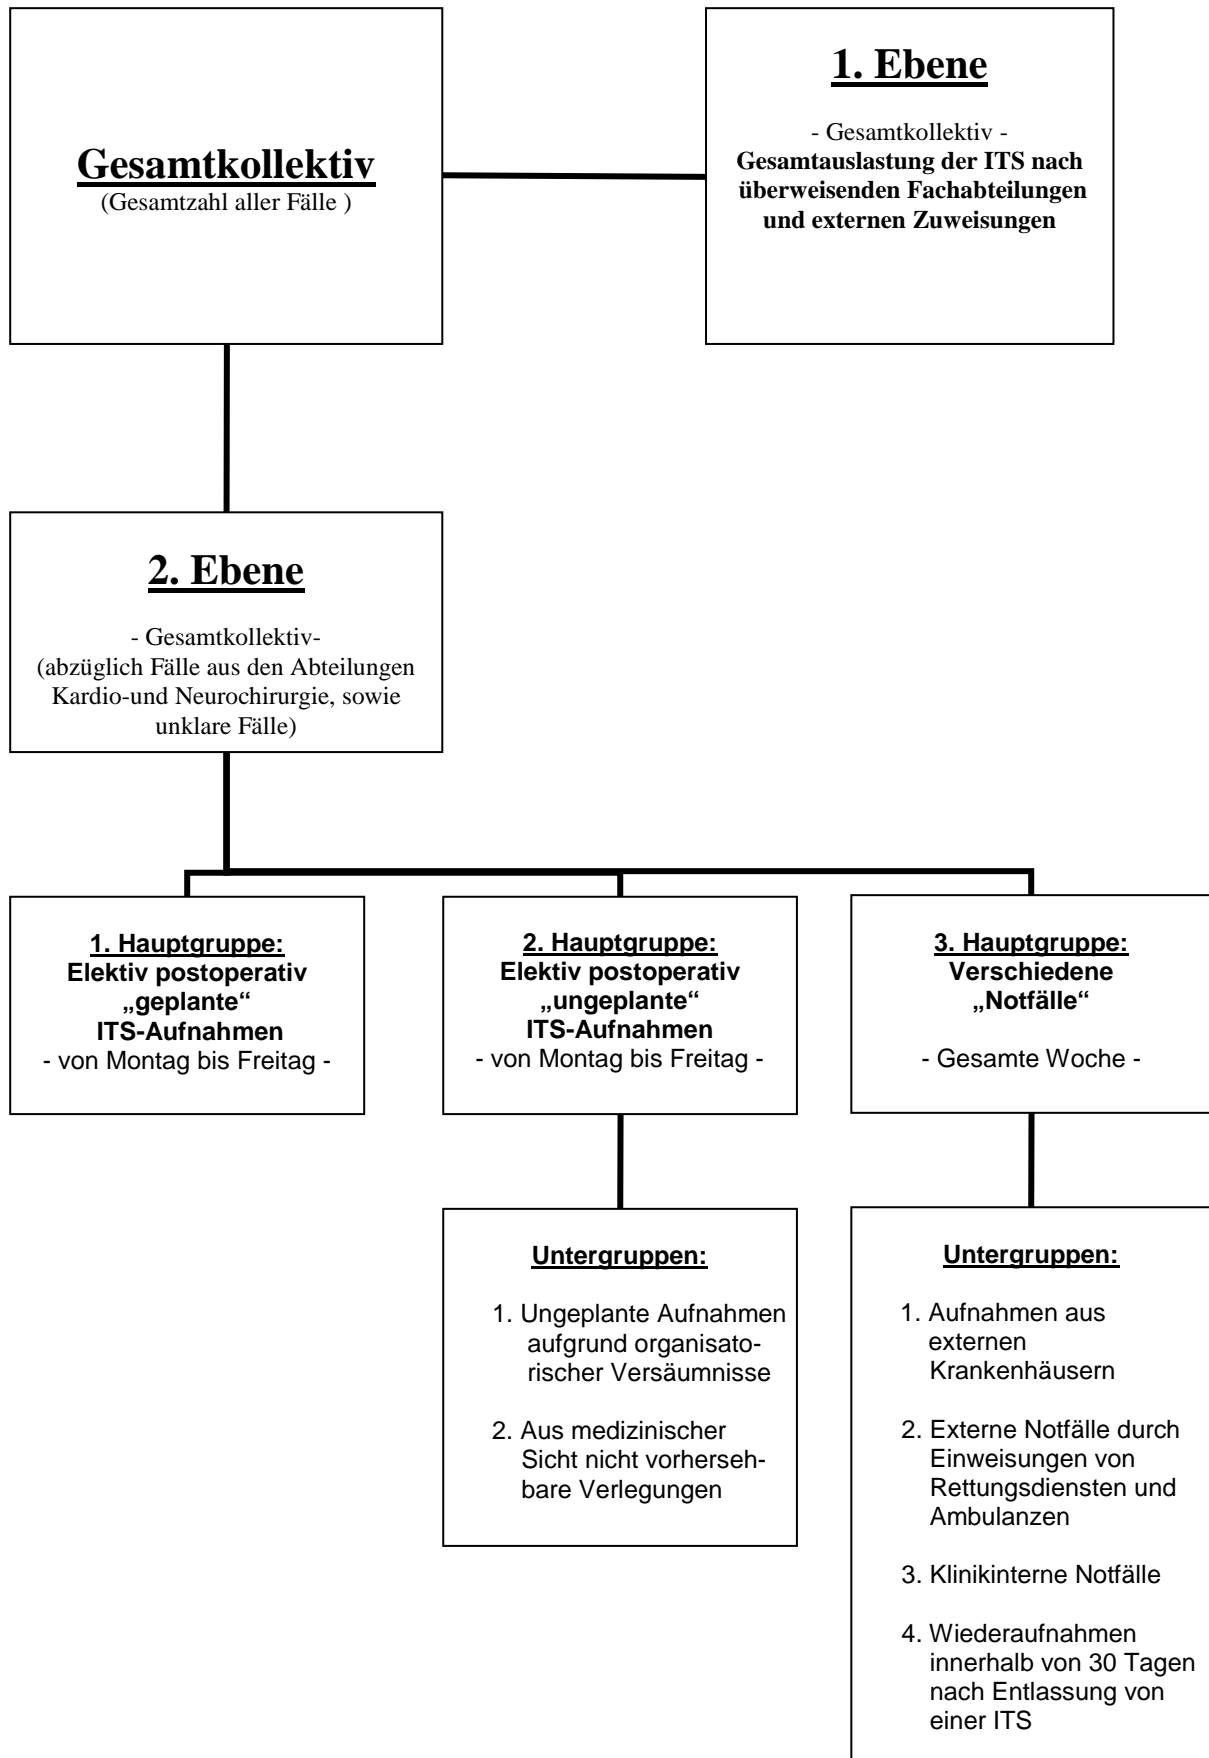 Gesamtkollektiv
(Gesamtzahl aller Fälle )
1. Ebene
- Gesamtkollektiv -
Gesamtauslastung der ITS nach
überweisenden Fachabteilungen
und externen Zuweisungen
2. Ebene
- Gesamtkollektiv-
(abzüglich Fälle aus den Abteilungen
Kardio-und Neurochirurgie, sowie
unklare Fälle)
1. Hauptgruppe:
Elektiv postoperativ
„geplante“
ITS-Aufnahmen
- von Montag bis Freitag -
2. Hauptgruppe:
Elektiv postoperativ
„ungeplante“
ITS-Aufnahmen
- von Montag bis Freitag -
3. Hauptgruppe:
Verschiedene
„Notfälle“
- Gesamte Woche -
Untergruppen:
1. Ungeplante Aufnahmen
aufgrund organisato-
rischer Versäumnisse
2. Aus medizinischer
Sicht nicht vorherseh-
bare Verlegungen
Untergruppen:
1. Aufnahmen aus
externen
Krankenhäusern
2. Externe Notfälle durch
Einweisungen von
Rettungsdiensten und
Ambulanzen
3. Klinikinterne Notfälle
4. Wiederaufnahmen
innerhalb von 30 Tagen
nach Entlassung von
einer ITS